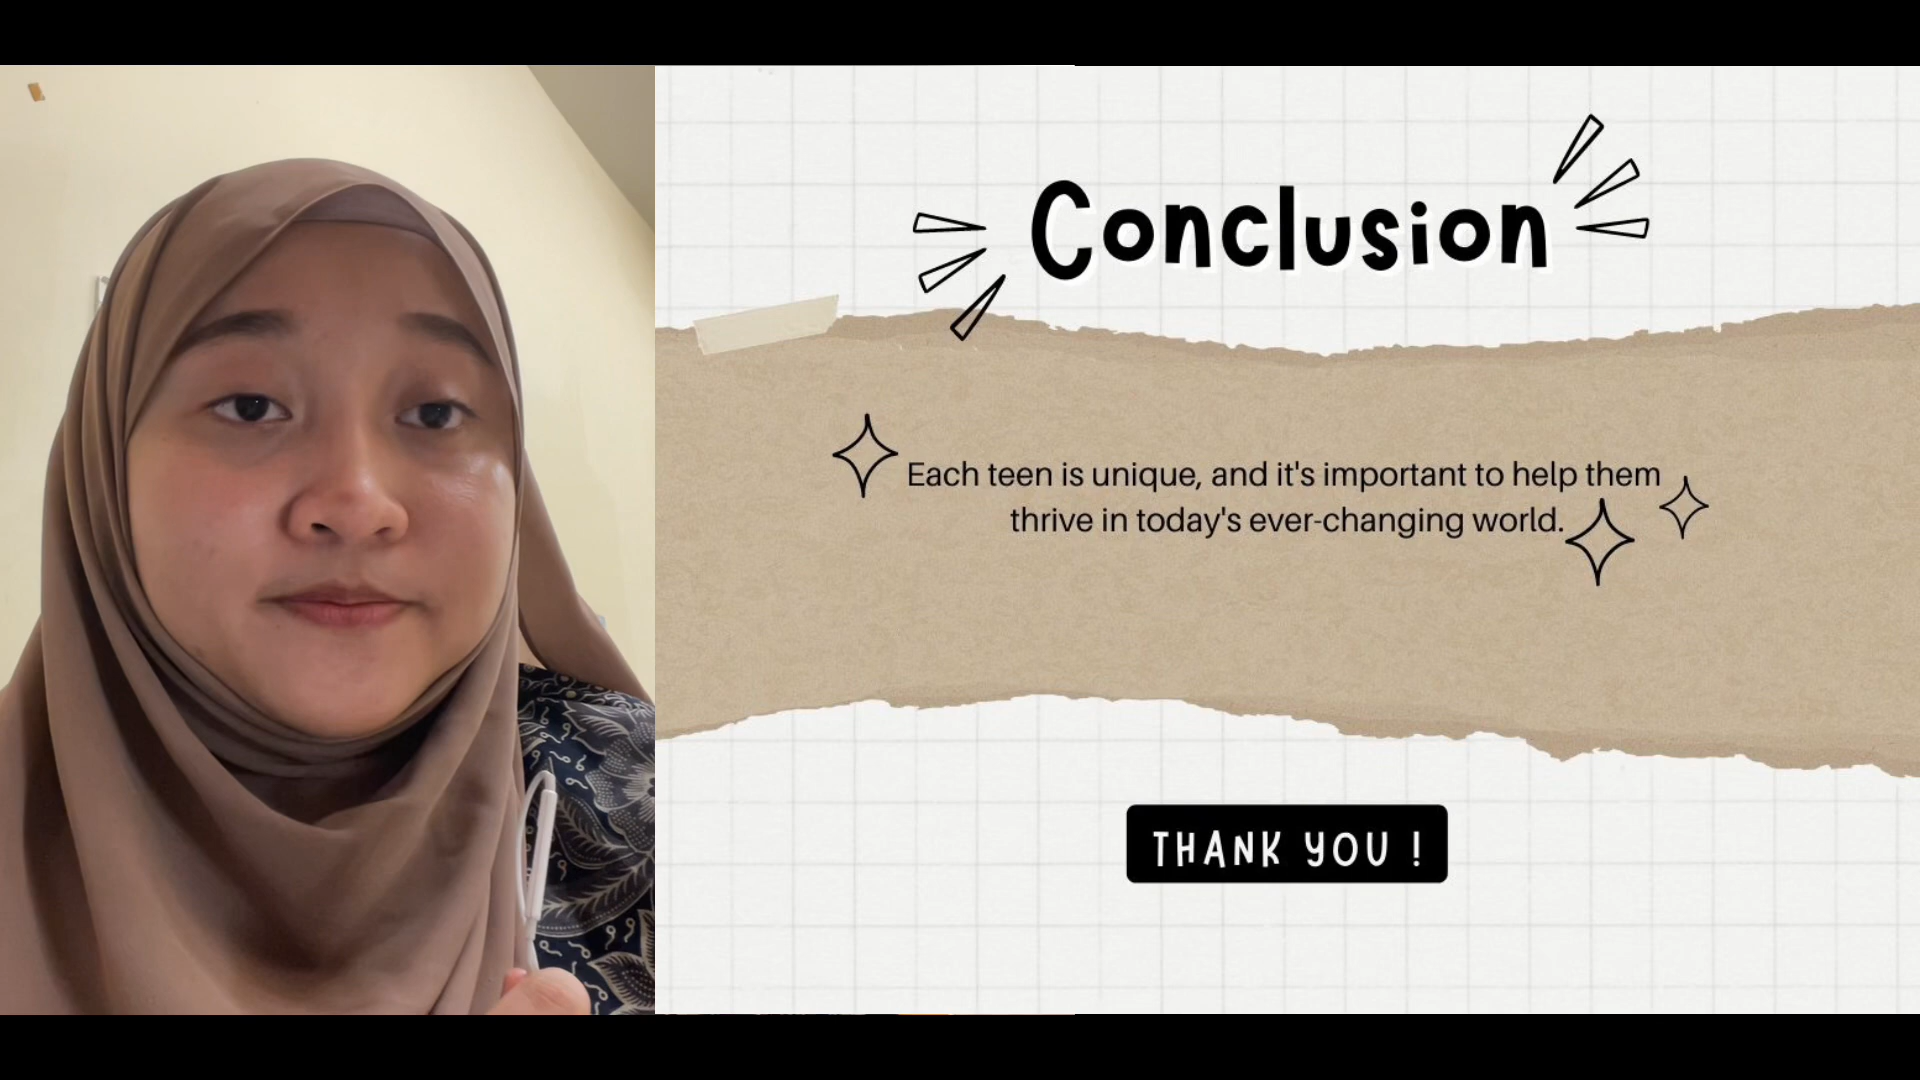 Conclusion
Each teen is unique, and it's important to help them
thrive in today's ever-changing world.
THANK YOU !